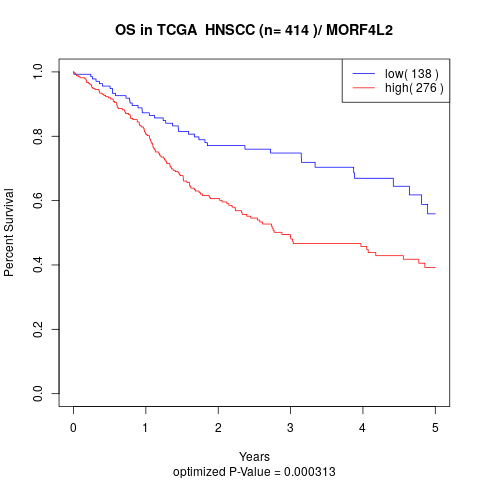 OS in TCGA  HNSCC (n= 414 )/ MORF4L2
low( 138 )
high( 276 )
Percent Survival
1.0
0.8
0.6
0.4
0.2
0.0
0 1 2 3 4 5
Years
optimized P-Value = 0.000313